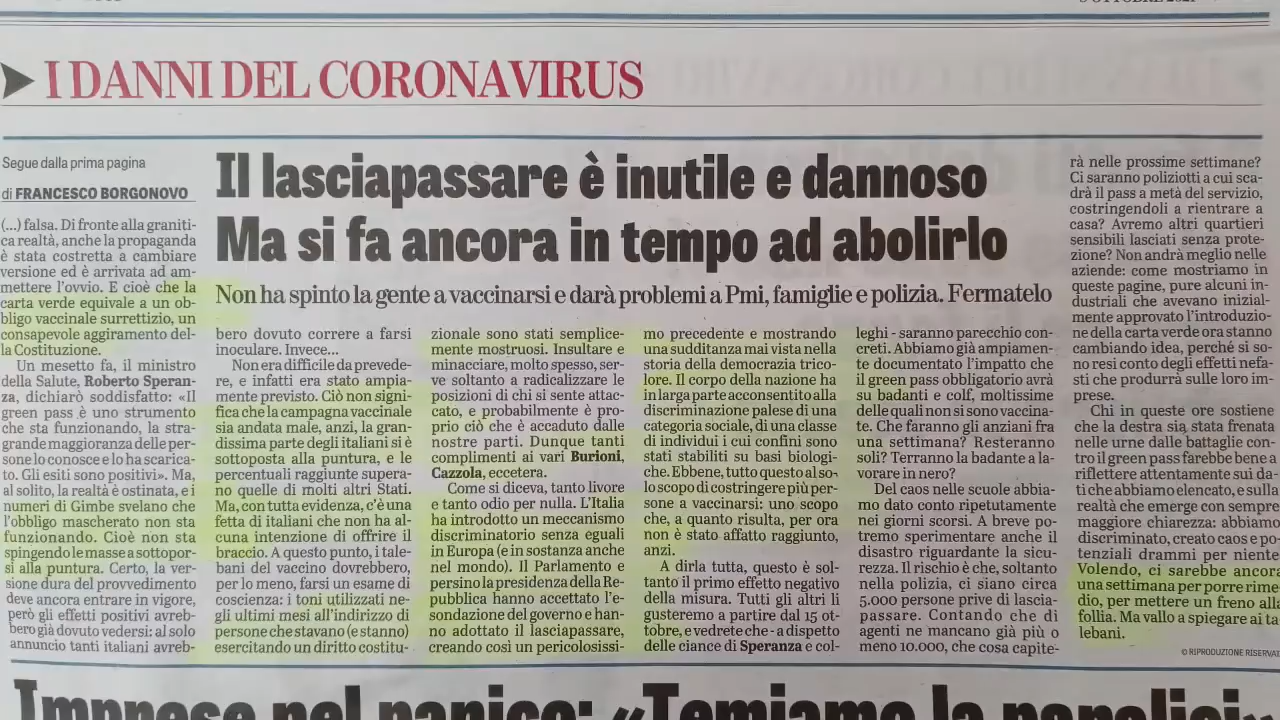 I DANNI DEL CORONAVIRUS
Segue dalla prima pagina
di FRANCESCO BORGONOVO
Il lasciapassare è inutile e dannoso
Ma si fa ancora in tempo ad abolirlo
Non ha spinto la gente a vaccinarsi e darà problemi a Pmi, famiglie e polizia. Fermatelo
(...) falsa. Di fronte alla graniti-
ca realtà, anche la propaganda
è stata costretta a cambiare
versione ed è arrivata ad am-
mettere l'ovvio. E cioè che la
carta verde equivale a un ob-
bligo vaccinale surrettizio, un
consapevole aggiramento del-
la Costituzione.
Un mesetto fa, il ministro
della Salute, Roberto Speran-
za, dichiarò soddisfatto: «Il
green pass è uno strumento
che sta funzionando, la stra-
grande maggioranza delle per-
sone lo conosce e lo ha scarica-
to. Gli esiti sono positivi». Ma,
al solito, la realtà è ostinata, e i
numeri di Gimbe svelano che
l'obbligo mascherato non sta
funzionando. Cioè non sta
spingendo le masse a sottopor-
si alla puntura. Certo, la ver-
sione dura del provvedimento
deve ancora entrare in vigore,
però gli effetti positivi avreb-
bero già dovuto vedersi: al solo
annuncio tanti italiani avreb-
bero dovuto correre a farsi
inoculare. Invece...
Non era difficile da prevede-
re, e infatti era stato ampia-
mente previsto. Ciò non signi-
fica che la campagna vaccinale
sia andata male, anzi, la gran-
dissima parte degli italiani si è
sottoposta alla puntura, e le
percentuali raggiunte supera-
no quelle di molti altri Stati.
Ma, con tutta evidenza, c'è una
fetta di italiani che non ha al-
cuna intenzione di offrire il
braccio. A questo punto, i tale-
bani del vaccino dovrebbero,
per lo meno, farsi un esame di
coscienza: i toni utilizzati ne-
gli ultimi mesi all'indirizzo di
persone che stavano (e stanno)
esercitando un diritto costitu-
zionale sono stati semplice-
mente mostruosi. Insultare e
minacciare, molto spesso, ser-
ve soltanto a radicalizzare le
posizioni di chi si sente attac-
cato, e probabilmente è pro-
prio ciò che è accaduto dalle
nostre parti. Dunque tanti
complimenti ai vari Burioni,
Cazzola, eccetera.
Come si diceva, tanto livore
e tanto odio per nulla. L'Italia
ha introdotto un meccanismo
discriminatorio senza eguali
in Europa (e in sostanza anche
nel mondo). Il Parlamento e
persino la presidenza della Re-
pubblica hanno accettato l'e-
sondazione del governo e han-
no adottato il lasciapassare,
creando così un pericolosissi-
mo precedente e mostrando
una sudditanza mai vista nella
storia della democrazia trico-
lore. Il corpo della nazione ha
in larga parte acconsentito alla
discriminazione palese di una
categoria sociale, di una classe
di individui i cui confini sono
stati stabiliti su basi biologi-
che. Ebbene, tutto questo al so-
lo scopo di costringere più per-
sone a vaccinarsi: uno scopo
che, a quanto risulta, per ora
non è stato affatto raggiunto,
anzi.
A dirla tutta, questo è sol-
tanto il primo effetto negativo
della misura. Tutti gli altri li
gusteremo a partire dal 15 ot-
tobre, e vedrete che - a dispetto
delle ciance di Speranza e col-
leghi - saranno parecchio con-
creti. Abbiamo già ampiamen-
te documentato l'impatto che
il green pass obbligatorio avrà
su badanti e colf, moltissime
delle quali non si sono vaccina-
te. Che faranno gli anziani fra
una settimana? Resteranno
soli? Terranno la badante a la-
vorare in nero?
Del caos nelle scuole abbia-
mo dato conto ripetutamente
nei giorni scorsi. A breve po-
tremo sperimentare anche il
disastro riguardante la sicu-
rezza. Il rischio è che, soltanto
nella polizia, ci siano circa
5.000 persone prive di lascia-
passare. Contando che di
agenti ne mancano già più o
meno 10.000, che cosa capite-
rà nelle prossime settimane?
Ci saranno poliziotti a cui sca-
drà il pass a metà del servizio,
costringendoli a rientrare a
casa? Avremo altri quartieri
sensibili lasciati senza prote-
zione? Non andrà meglio nelle
aziende: come mostriamo in
queste pagine, pure alcuni in-
dustriali che avevano inizial-
mente approvato l'introduzio-
ne della carta verde ora stanno
cambiando idea, perché si so-
no resi conto degli effetti nefa-
sti che produrrà sulle loro im-
prese.
Chi in queste ore sostiene
che la destra sia stata frenata
nelle urne dalle battaglie con-
tro il green pass farebbe bene a
riflettere attentamente sui da-
ti che abbiamo elencato, e sulla
realtà che emerge con sempre
maggiore chiarezza: abbiamo
discriminato, creato caos e po-
tenziali drammi per niente.
Volendo, ci sarebbe ancora
una settimana per porre rime-
dio, per mettere un freno alla
follia. Ma vallo a spiegare ai ta-
lebani.
© RIPRODUZIONE RISERVAT
Imprese nel panico: «Temiamo la